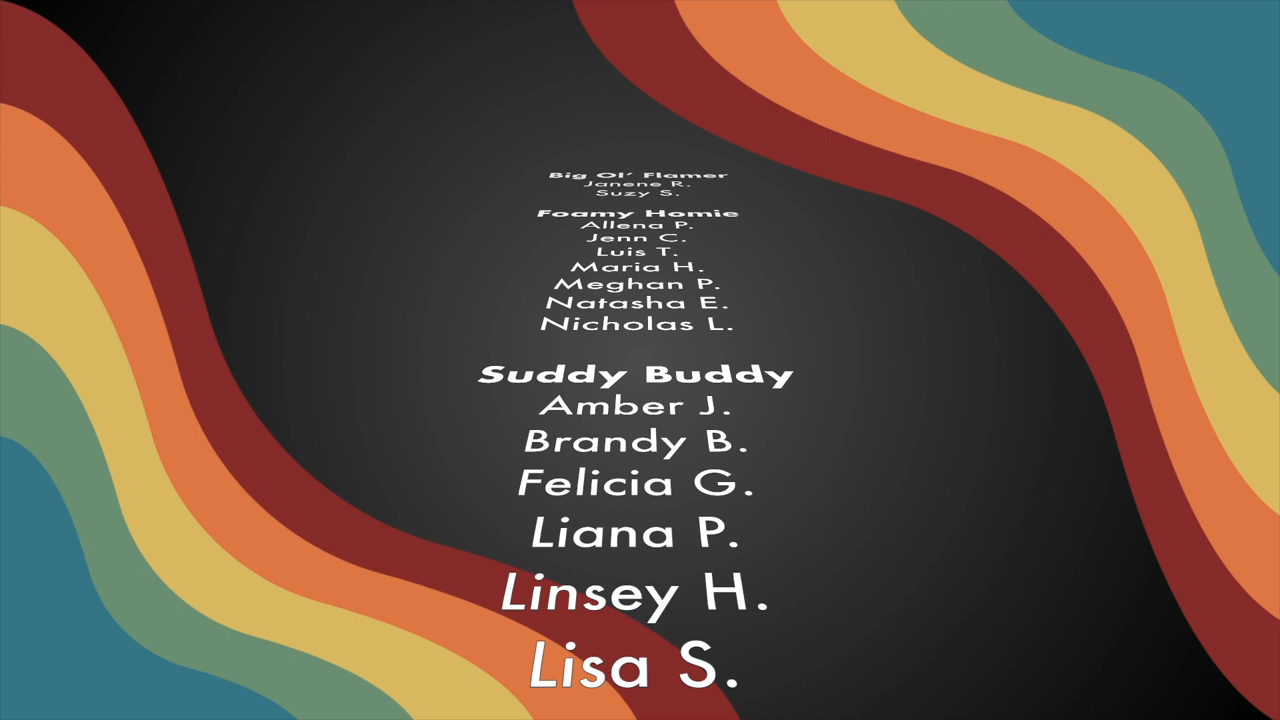 Big Ol' Flamer
Janene R.
Suzy S.
Foamy Homie
Allena P.
Jenn C.
Luis T.
Maria H.
Meghan P.
Natasha E.
Nicholas L.
Suddy Buddy
Amber J.
Brandy B.
Felicia G.
Liana P.
Linsey H.
Lisa S.